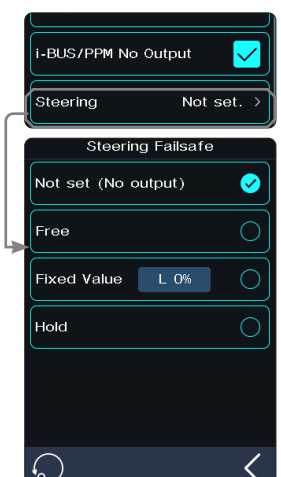 i-BUS/PPM No Output
Steering Not set. >
Steering Failsafe
Not set (No output)
Free
Fixed Value L 0%
Hold